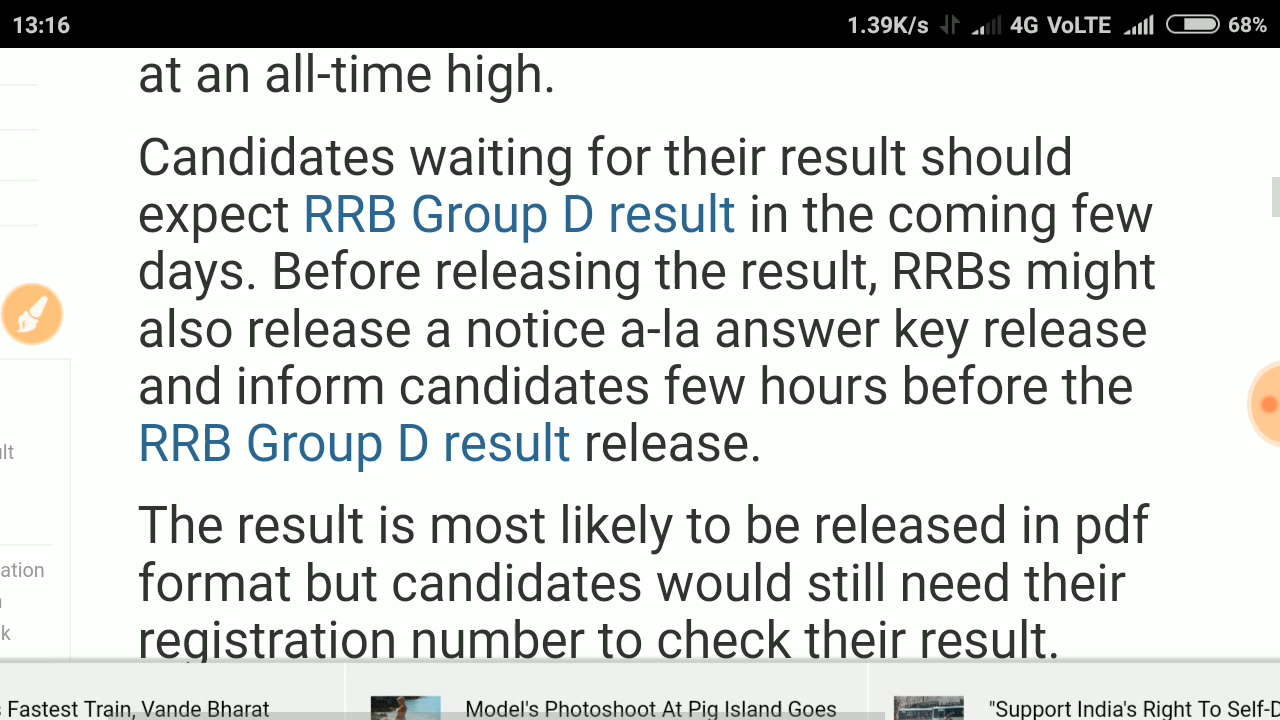 13:16 1.39K/s 4G VoLTE 68%
at an all-time high.
Candidates waiting for their result should
expect RRB Group D result in the coming few
days. Before releasing the result, RRBs might
also release a notice a-la answer key release
and inform candidates few hours before the
RRB Group D result release.
The result is most likely to be released in pdf
format but candidates would still need their
registration number to check their result.
ult
ation
k
s Fastest Train, Vande Bharat
Model's Photoshoot At Pig Island Goes
"Support India's Right To Self-D